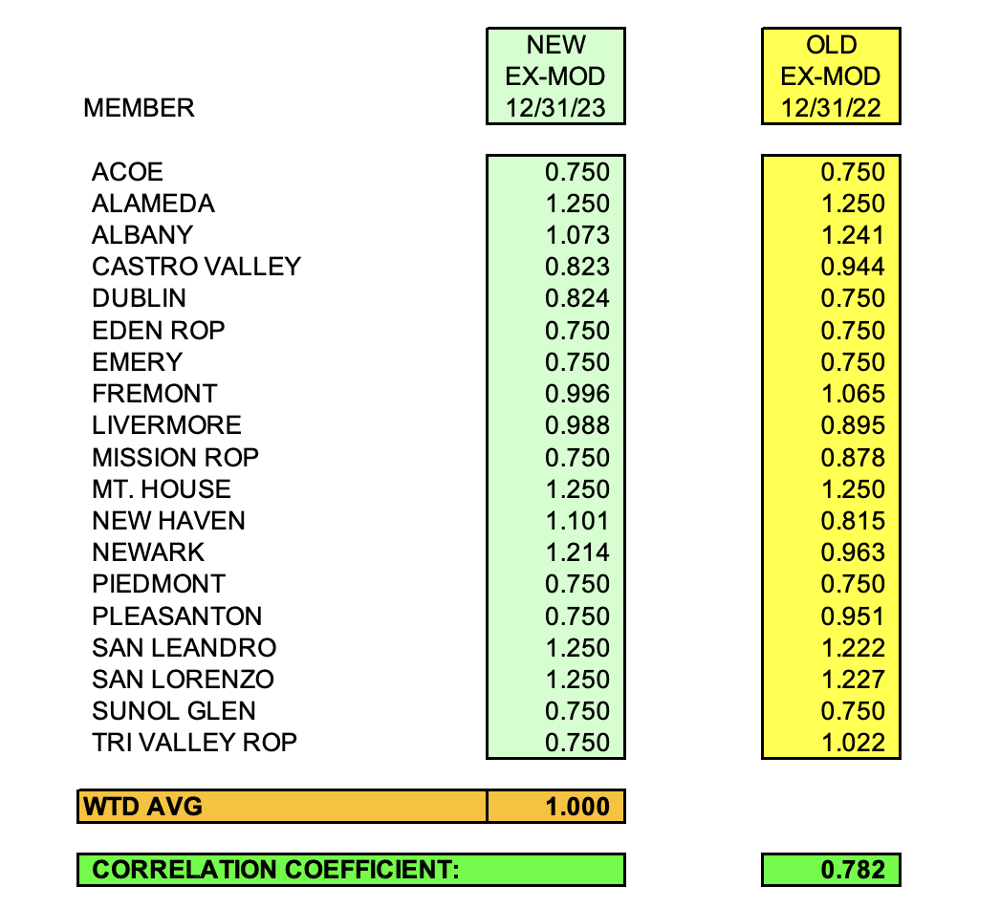 NEW OLD
EX-MOD EX-MOD
MEMBER 12/31/23 12/31/22
ACOE 0.750 0.750
ALAMEDA 1.250 1.250
ALBANY 1.073 1.241
CASTRO VALLEY 0.823 0.944
DUBLIN 0.824 0.750
EDEN ROP 0.750 0.750
EMERY 0.750 0.750
FREMONT 0.996 1.065
LIVERMORE 0.988 0.895
MISSION ROP 0.750 0.878
MT. HOUSE 1.250 1.250
NEW HAVEN 1.101 0.815
NEWARK 1.214 0.963
PIEDMONT 0.750 0.750
PLEASANTON 0.750 0.951
SAN LEANDRO 1.250 1.222
SAN LORENZO 1.250 1.227
SUNOL GLEN 0.750 0.750
TRI VALLEY ROP 0.750 1.022
WTD AVG 1.000
CORRELATION COEFFICIENT: 0.782